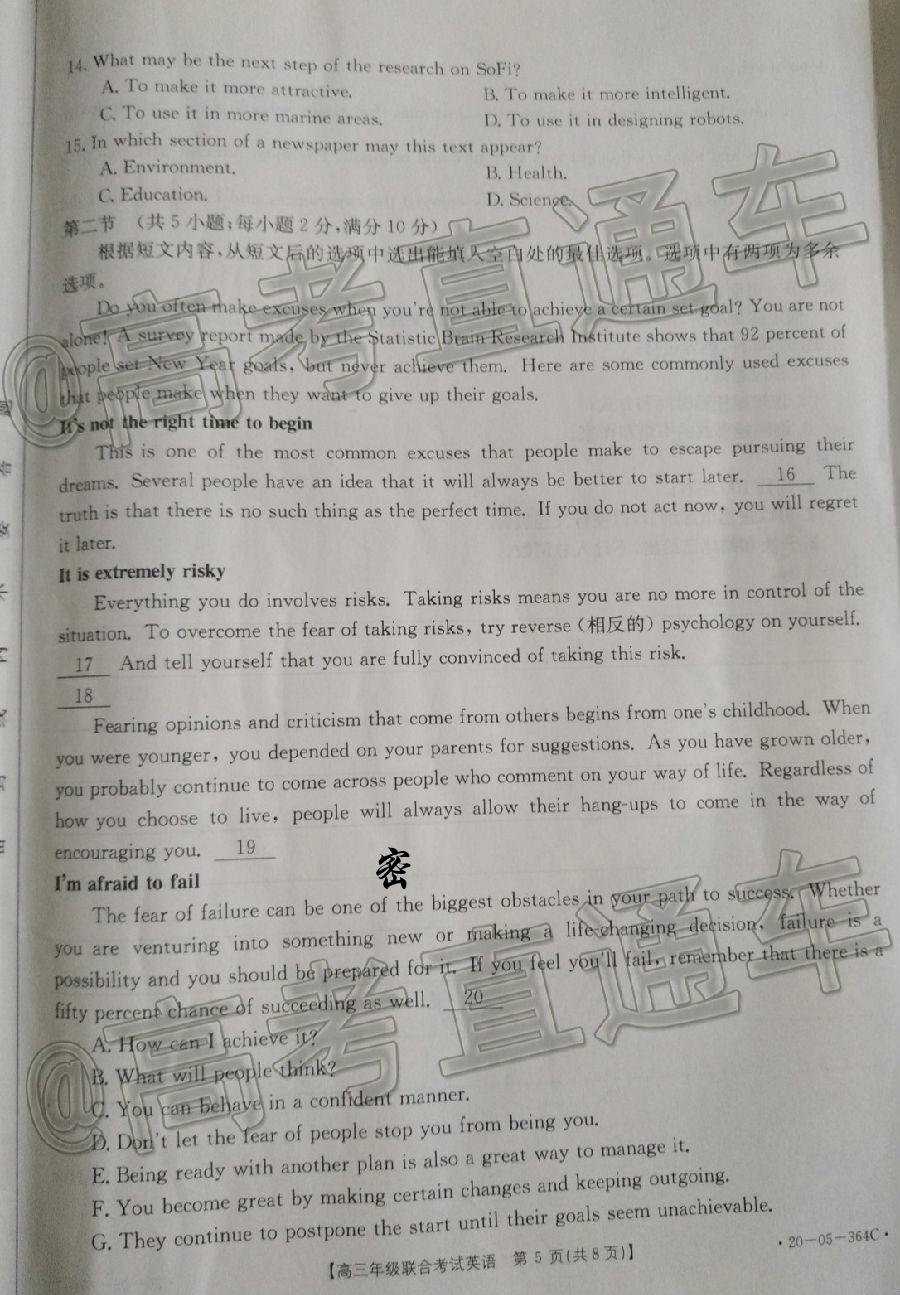 14. What may be the next step of the research on SoFi?
A. To make it more attractive.
B. To make it more intelligent.
C. To use it in more marine areas.
D. To use it in designing robots.
15. In which section of a newspaper may this text appear?
A. Environment.
B. Health.
C. Education.
D. Science.
第二节 (共5小题;每小题2分,满分10分)
根据短文内容,从短文后的选项中选出能填入空白处的最佳选项。选项中有两项为多余
选项。
Do you often make excuses when you're not able to achieve a certain set goal? You are not
alone! A survey report made by the Statistic Brain Research Institute shows that 92 percent of
people set New Year goals, but never achieve them. Here are some commonly used excuses
that people make when they want to give up their goals.
It's not the right time to begin
This is one of the most common excuses that people make to escape pursuing their
dreams. Several people have an idea that it will always be better to start later. 16 The
truth is that there is no such thing as the perfect time. If you do not act now, you will regret
it later.
It is extremely risky
Everything you do involves risks. Taking risks means you are no more in control of the
situation. To overcome the fear of taking risks, try reverse (相反的) psychology on yourself.
17 And tell yourself that you are fully convinced of taking this risk.
18
Fearing opinions and criticism that come from others begins from one's childhood. When
you were younger, you depended on your parents for suggestions. As you have grown older,
you probably continue to come across people who comment on your way of life. Regardless of
how you choose to live, people will always allow their hang-ups to come in the way of
encouraging you. 19
密
I'm afraid to fail
The fear of failure can be one of the biggest obstacles in your path to success. Whether
you are venturing into something new or making a life-changing decision, failure is a
possibility and you should be prepared for it. If you feel you'll fail, remember that there is a
fifty percent chance of succeeding as well. 20
A. How can I achieve it?
B. What will people think?
C. You can behave in a confident manner.
D. Don't let the fear of people stop you from being you.
E. Being ready with another plan is also a great way to manage it.
F. You become great by making certain changes and keeping outgoing.
G. They continue to postpone the start until their goals seem unachievable.
【高三年级联合考试英语 第5页(共8页)】
·20-05-364C·
@高考直通车
@高考直通车